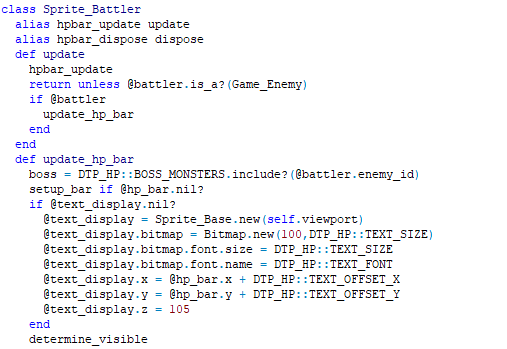 class Sprite_Battler
  alias hpbar_update update
  alias hpbar_dispose dispose
  def update
    hpbar_update
    return unless @battler.is_a?(Game_Enemy)
    if @battler
      update_hp_bar
    end
  end
  def update_hp_bar
    boss = DTP_HP::BOSS_MONSTERS.include?(@battler.enemy_id)
    setup_bar if @hp_bar.nil?
    if @text_display.nil?
      @text_display = Sprite_Base.new(self.viewport)
      @text_display.bitmap = Bitmap.new(100,DTP_HP::TEXT_SIZE)
      @text_display.bitmap.font.size = DTP_HP::TEXT_SIZE
      @text_display.bitmap.font.name = DTP_HP::TEXT_FONT
      @text_display.x = @hp_bar.x + DTP_HP::TEXT_OFFSET_X
      @text_display.y = @hp_bar.y + DTP_HP::TEXT_OFFSET_Y
      @text_display.z = 105
    end
    determine_visible